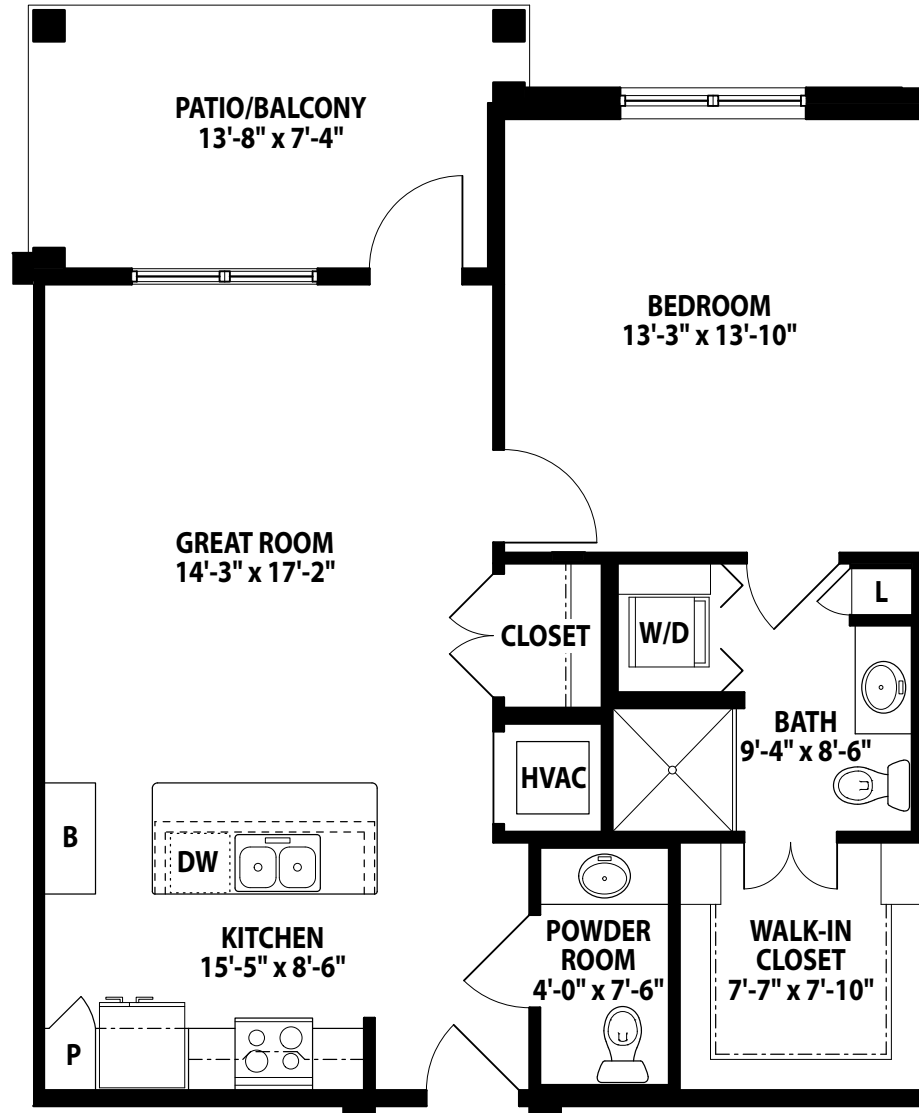 PATIO/BALCONY
13'-8" x 7'-4"
BEDROOM
13'-3" x 13'-10"
GREAT ROOM
14'-3" x 17'-2"
CLOSET
W/D
L
BATH
9'-4" x 8'-6"
HVAC
B
DW
KITCHEN
15'-5" x 8'-6"
POWDER
ROOM
4'-0" x 7'-6"
WALK-IN
CLOSET
7'-7" x 7'-10"
P